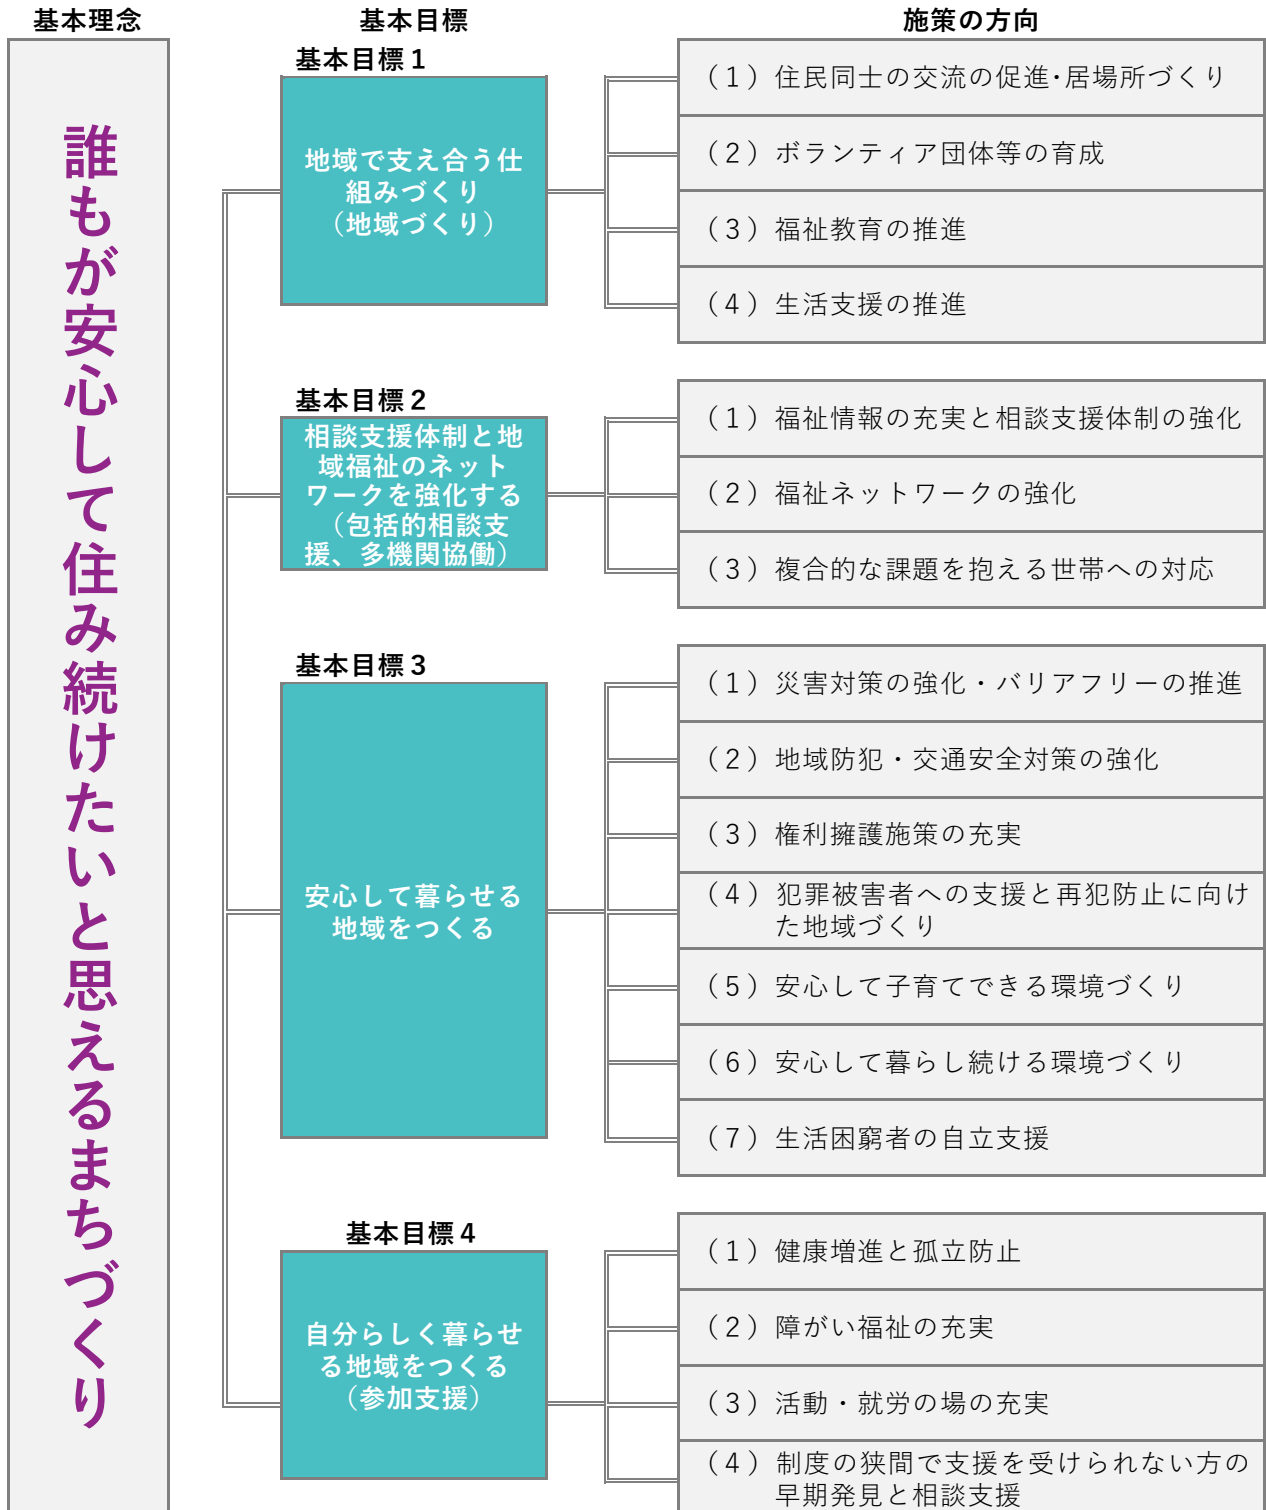 基本理念
基本目標
施策の方向
誰もが安心して住み続けたいと思えるまちづくり
基本目標１
地域で支え合う仕
組みづくり
（地域づくり）
（１）住民同士の交流の促進･居場所づくり
（２）ボランティア団体等の育成
（３）福祉教育の推進
（４）生活支援の推進
基本目標２
相談支援体制と地
域福祉のネット
ワークを強化する
（包括的相談支
援、多機関協働）
（１）福祉情報の充実と相談支援体制の強化
（２）福祉ネットワークの強化
（３）複合的な課題を抱える世帯への対応
基本目標３
安心して暮らせる
地域をつくる
（１）災害対策の強化・バリアフリーの推進
（２）地域防犯・交通安全対策の強化
（３）権利擁護施策の充実
（４）犯罪被害者への支援と再犯防止に向け
た地域づくり
（５）安心して子育てできる環境づくり
（６）安心して暮らし続ける環境づくり
（７）生活困窮者の自立支援
基本目標４
自分らしく暮らせ
る地域をつくる
（参加支援）
（１）健康増進と孤立防止
（２）障がい福祉の充実
（３）活動・就労の場の充実
（４）制度の狭間で支援を受けられない方の
早期発見と相談支援